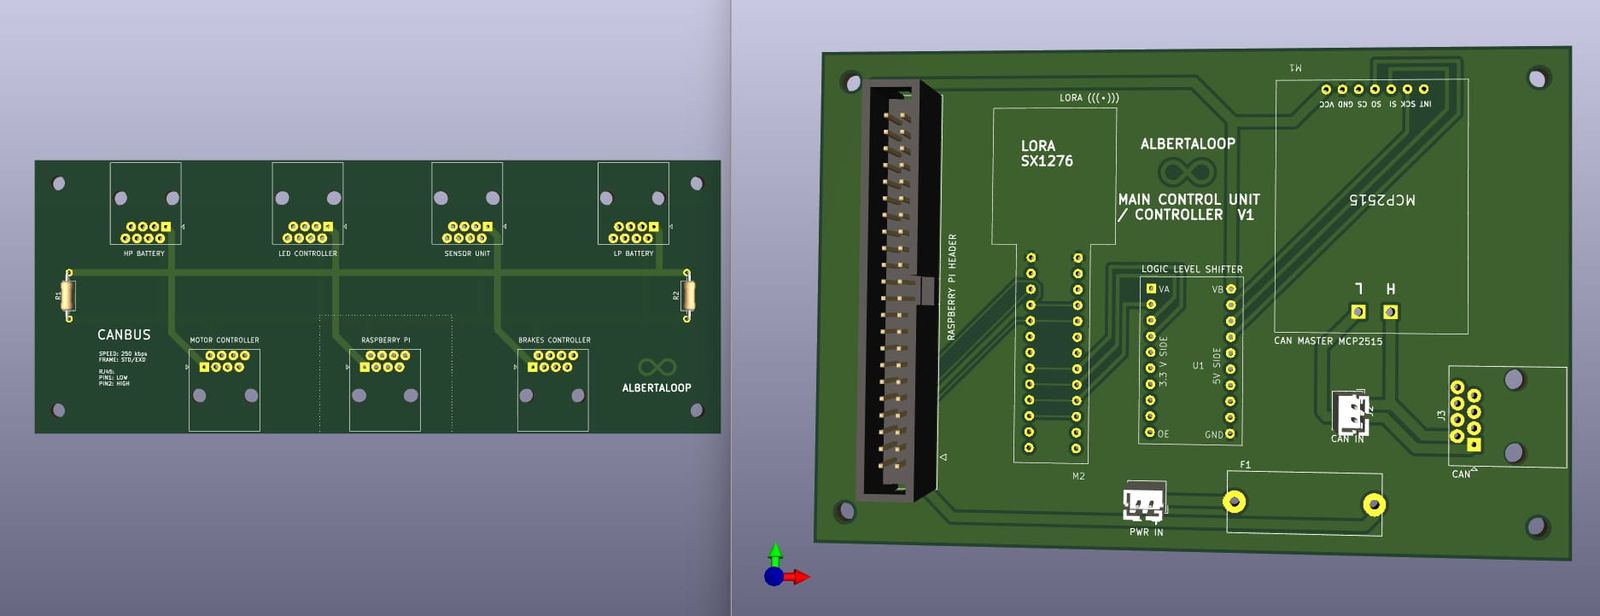 HP BATTERY
LED CONTROLLER
SENSOR UNIT
LP BATTERY
R1
R2
CANBUS
SPEED: 250 kbps
FRAME: STD/EXD
RJ45:
PIN1: LOW
PIN2: HIGH
MOTOR CONTROLLER
RASPBERRY PI
BRAKES CONTROLLER
ALBERTALOOP
RASPBERRY PI HEADER
LORA (((•)))
LORA
SX1276
ALBERTALOOP
MAIN CONTROL UNIT
/ CONTROLLER V1
M1
INT SCK SI SO CS GND VCC
MCP2515
L H
CAN MASTER MCP2515
LOGIC LEVEL SHIFTER
VA VB
3.3 V SIDE
U1
5V SIDE
OE GND
M2
J2
CAN IN
J3
CAN
F1
PWR IN